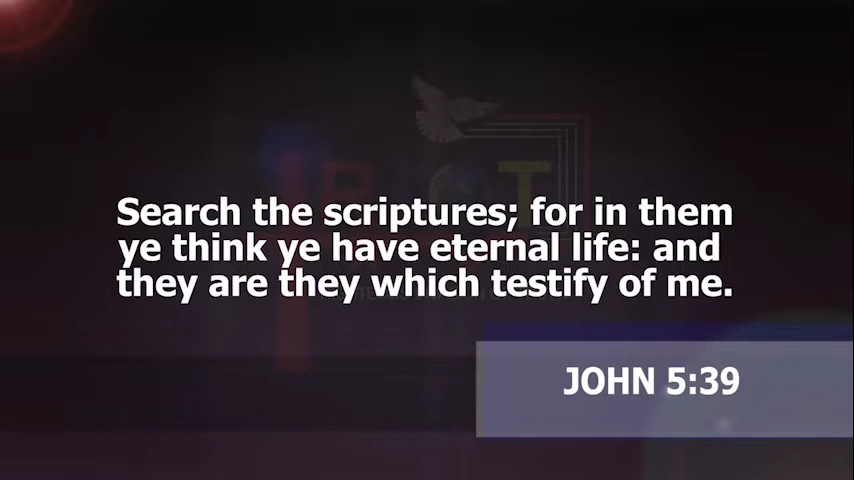 Search the scriptures; for in them
ye think ye have eternal life: and
they are they which testify of me.
JOHN 5:39